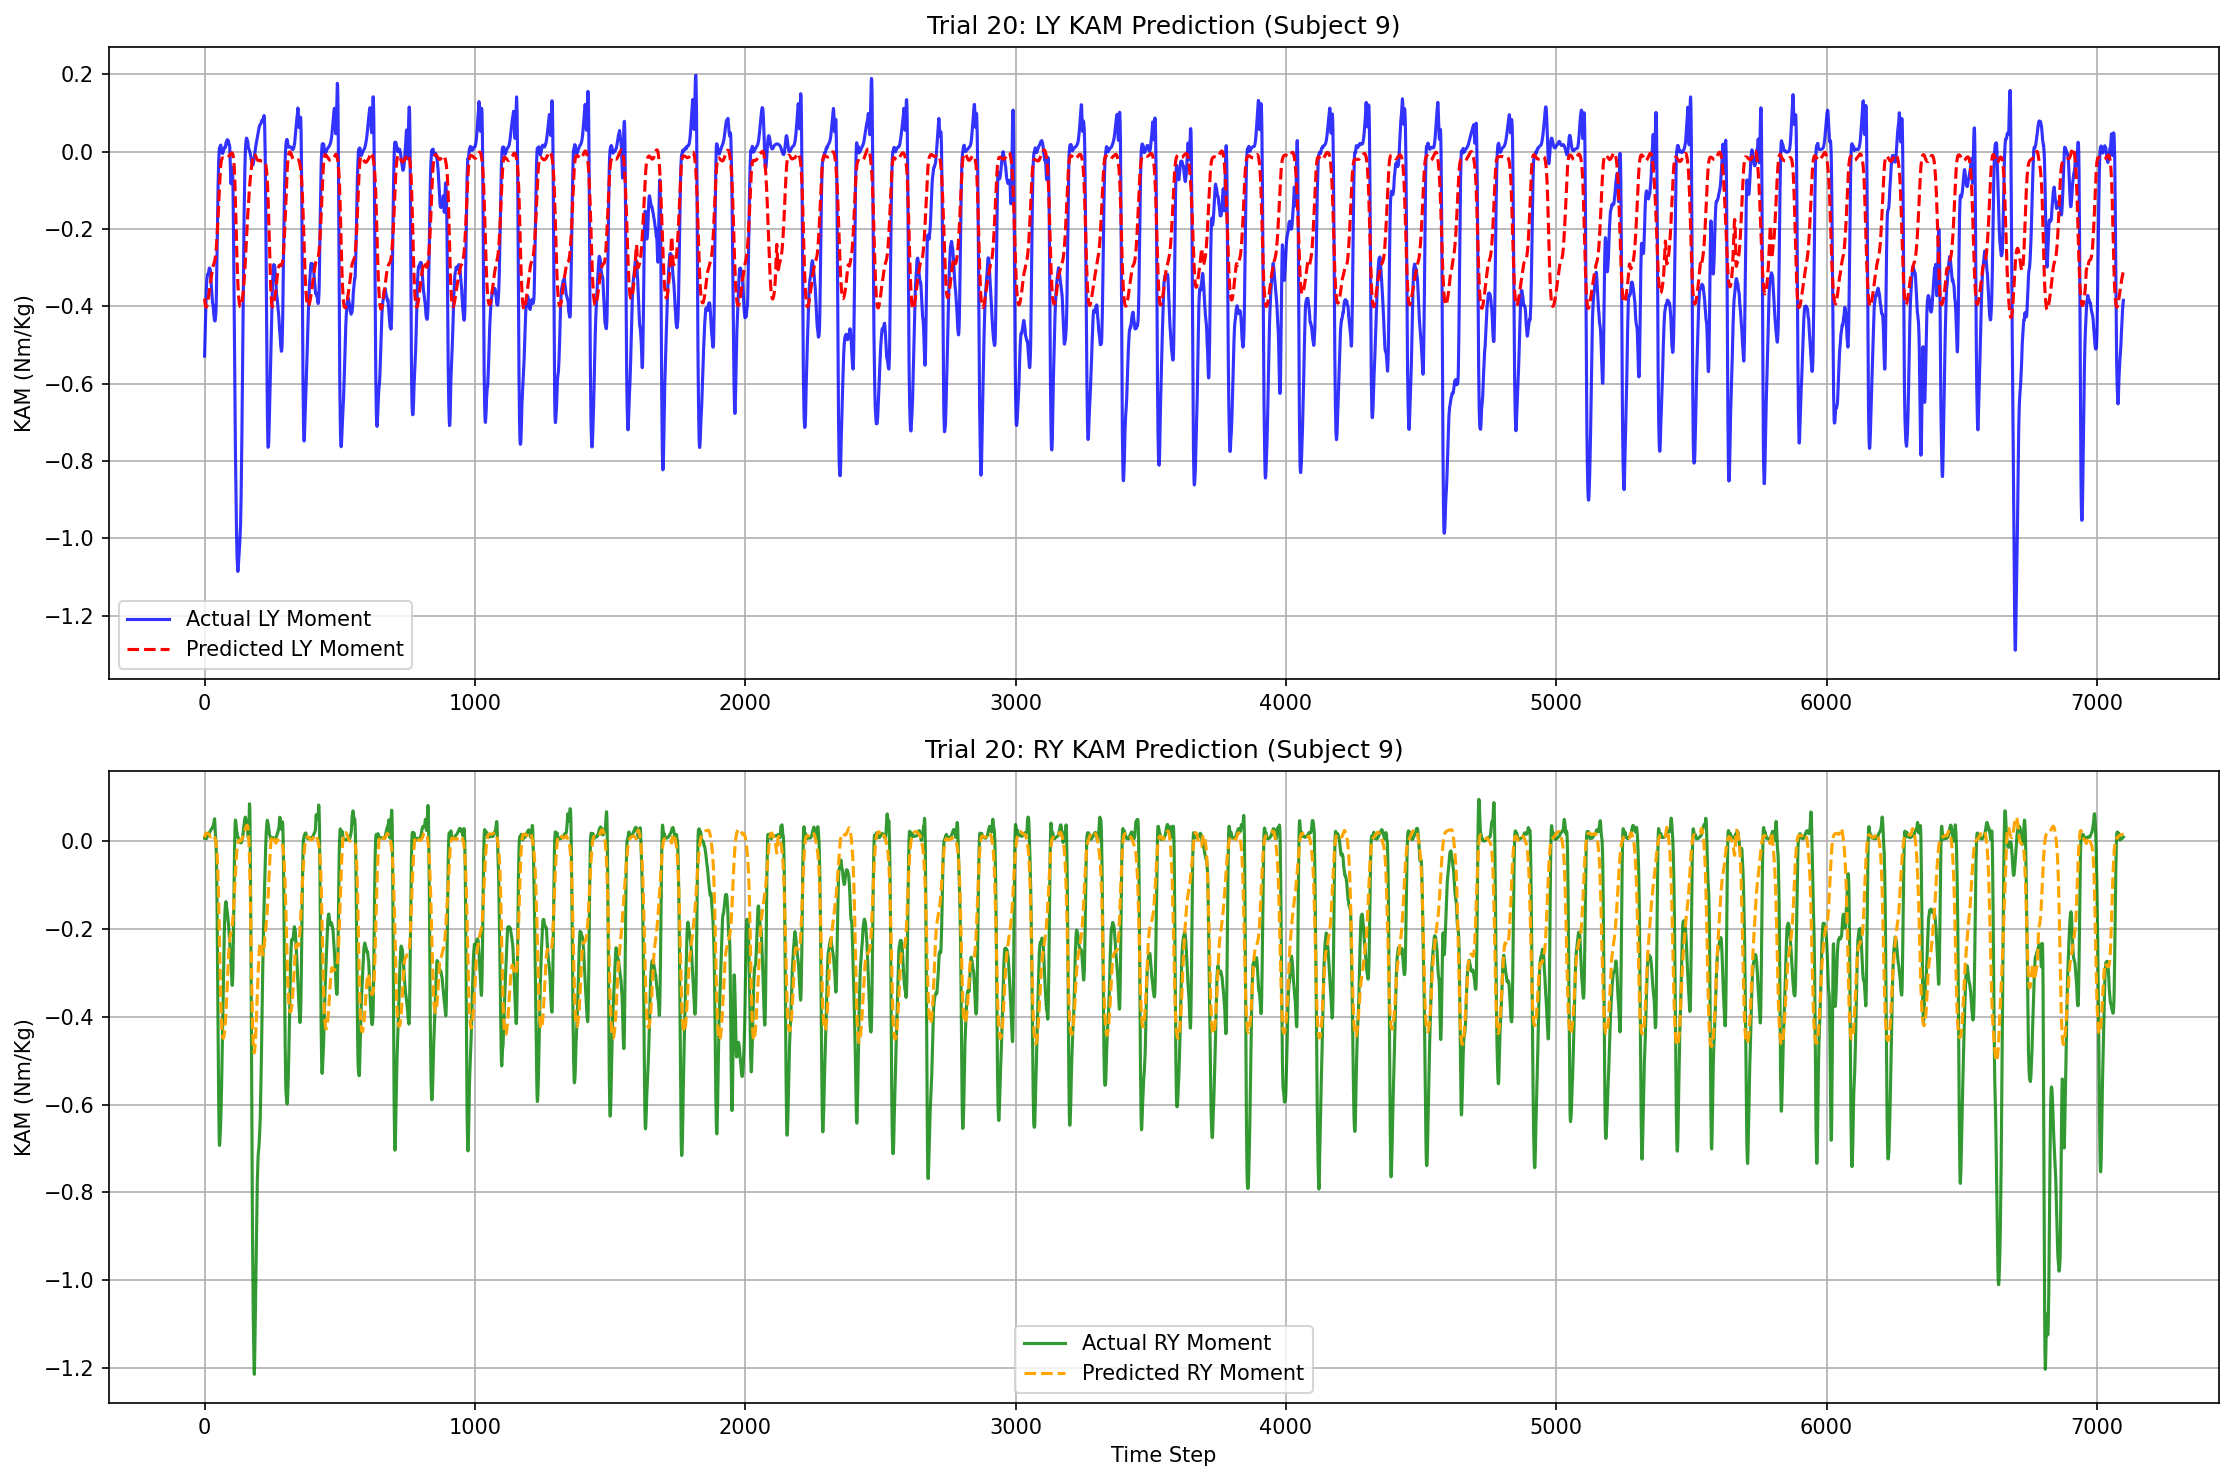 Trial 20: LY KAM Prediction (Subject 9)
KAM (Nm/Kg)
0.2
0.0
−0.2
−0.4
−0.6
−0.8
−1.0
−1.2
Actual LY Moment
Predicted LY Moment
0 1000 2000 3000 4000 5000 6000 7000
Trial 20: RY KAM Prediction (Subject 9)
KAM (Nm/Kg)
0.0
−0.2
−0.4
−0.6
−0.8
−1.0
−1.2
Actual RY Moment
Predicted RY Moment
0 1000 2000 3000 4000 5000 6000 7000
Time Step